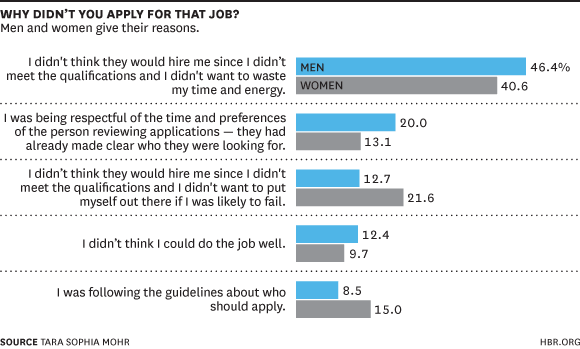 WHY DIDN'T YOU APPLY FOR THAT JOB?
Men and women give their reasons.
I didn't think they would hire me since I didn't
meet the qualifications and I didn't want to waste
my time and energy.
MEN
46.4%
WOMEN
40.6
I was being respectful of the time and preferences
of the person reviewing applications — they had
already made clear who they were looking for.
20.0
13.1
I didn't think they would hire me since I didn't
meet the qualifications and I didn't want to put
myself out there if I was likely to fail.
12.7
21.6
I didn't think I could do the job well.
12.4
9.7
I was following the guidelines about who
should apply.
8.5
15.0
SOURCE TARA SOPHIA MOHR
HBR.ORG